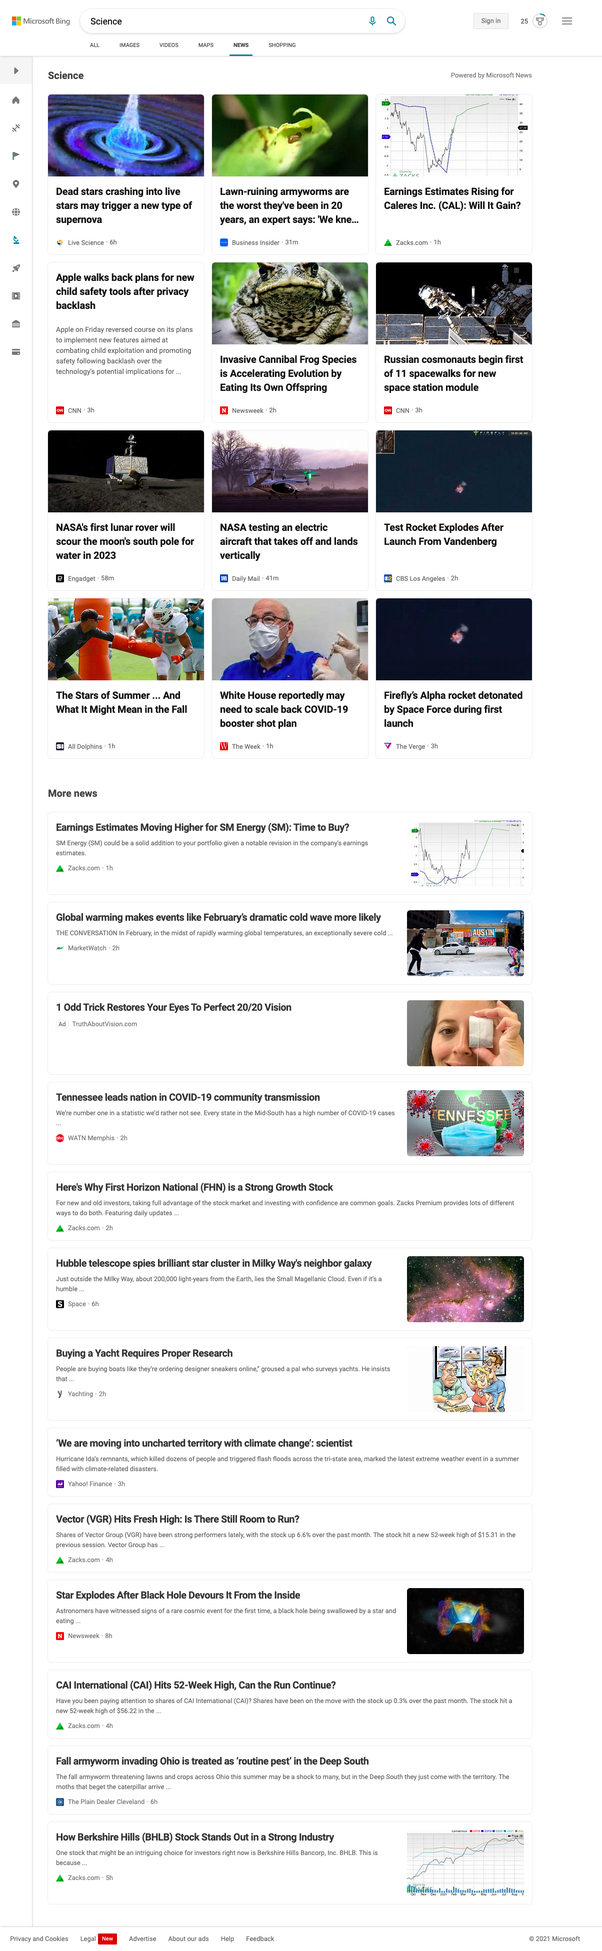 Microsoft Bing
Science
Sign in
25
ALL
IMAGES
VIDEOS
MAPS
NEWS
SHOPPING
Science
Powered by Microsoft News
Dead stars crashing into live
stars may trigger a new type of
supernova
Live Science · 6h
Lawn-ruining armyworms are
the worst they've been in 20
years, an expert says: 'We kne...
Business Insider · 31m
Earnings Estimates Rising for
Caleres Inc. (CAL): Will It Gain?
Zacks.com · 1h
Apple walks back plans for new
child safety tools after privacy
backlash
Apple on Friday reversed course on its plans
to implement new features aimed at
combating child exploitation and promoting
safety following backlash over the
technology's potential implications for ...
CNN · 3h
Invasive Cannibal Frog Species
is Accelerating Evolution by
Eating Its Own Offspring
Newsweek · 2h
Russian cosmonauts begin first
of 11 spacewalks for new
space station module
CNN · 3h
NASA's first lunar rover will
scour the moon's south pole for
water in 2023
Engadget · 58m
NASA testing an electric
aircraft that takes off and lands
vertically
Daily Mail · 41m
FIREFLY
Test Rocket Explodes After
Launch From Vandenberg
CBS Los Angeles · 2h
The Stars of Summer ... And
What It Might Mean in the Fall
All Dolphins · 1h
White House reportedly may
need to scale back COVID-19
booster shot plan
The Week · 1h
Firefly's Alpha rocket detonated
by Space Force during first
launch
The Verge · 3h
More news
Earnings Estimates Moving Higher for SM Energy (SM): Time to Buy?
SM Energy (SM) could be a solid addition to your portfolio given a notable revision in the company's earnings
estimates.
Zacks.com · 1h
Global warming makes events like February's dramatic cold wave more likely
THE CONVERSATION In February, in the midst of rapidly warming global temperatures, an exceptionally severe cold ...
MarketWatch · 2h
AUSTIN
1 Odd Trick Restores Your Eyes To Perfect 20/20 Vision
Ad TruthAboutVision.com
Tennessee leads nation in COVID-19 community transmission
We're number one in a statistic we'd rather not see. Every state in the Mid-South has a high number of COVID-19 cases
...
WATN Memphis · 2h
TENNESSEE
Here's Why First Horizon National (FHN) is a Strong Growth Stock
For new and old investors, taking full advantage of the stock market and investing with confidence are common goals. Zacks Premium provides lots of different
ways to do both. Featuring daily updates ...
Zacks.com · 2h
Hubble telescope spies brilliant star cluster in Milky Way's neighbor galaxy
Just outside the Milky Way, about 200,000 light-years from the Earth, lies the Small Magellanic Cloud. Even if it's a
humble ...
Space · 6h
Buying a Yacht Requires Proper Research
People are buying boats like they're ordering designer sneakers online," groused a pal who surveys yachts. He insists
that ...
Yachting · 2h
'We are moving into uncharted territory with climate change': scientist
Hurricane Ida's remnants, which killed dozens of people and triggered flash floods across the tri-state area, marked the latest extreme weather event in a summer
filled with climate-related disasters.
Yahoo! Finance · 3h
Vector (VGR) Hits Fresh High: Is There Still Room to Run?
Shares of Vector Group (VGR) have been strong performers lately, with the stock up 6.6% over the past month. The stock hit a new 52-week high of $15.31 in the
previous session. Vector Group has ...
Zacks.com · 4h
Star Explodes After Black Hole Devours It From the Inside
Astronomers have witnessed signs of a rare cosmic event for the first time, a black hole being swallowed by a star and
eating ...
Newsweek · 8h
CAI International (CAI) Hits 52-Week High, Can the Run Continue?
Have you been paying attention to shares of CAI International (CAI)? Shares have been on the move with the stock up 0.3% over the past month. The stock hit a
new 52-week high of $56.22 in the ...
Zacks.com · 4h
Fall armyworm invading Ohio is treated as 'routine pest' in the Deep South
The fall armyworm threatening lawns and crops across Ohio this summer may be a shock to many, but in the Deep South they just come with the territory. The
moths that beget the caterpillar arrive ...
The Plain Dealer Cleveland · 6h
How Berkshire Hills (BHLB) Stock Stands Out in a Strong Industry
One stock that might be an intriguing choice for investors right now is Berkshire Hills Bancorp, Inc. BHLB. This is
because ...
Zacks.com · 5h
Privacy and Cookies
Legal
New
Advertise
About our ads
Help
Feedback
© 2021 Microsoft